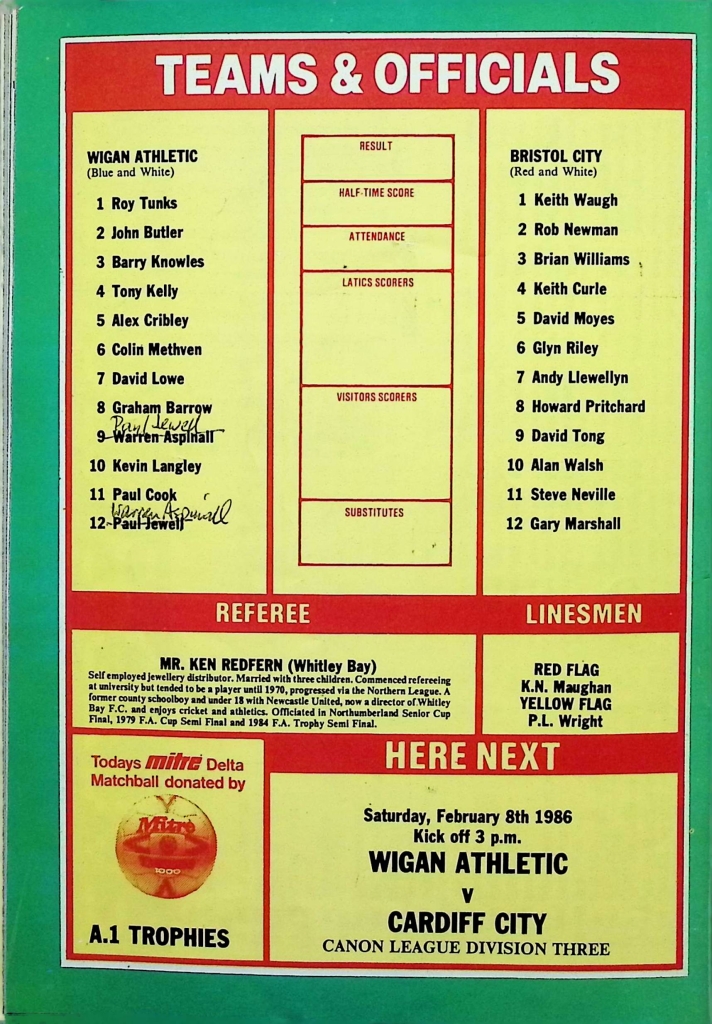 TEAMS & OFFICIALS
WIGAN ATHLETIC
(Blue and White)
1 Roy Tunks
2 John Butler
3 Barry Knowles
4 Tony Kelly
5 Alex Cribley
6 Colin Methven
7 David Lowe
8 Graham Barrow
Paul Jewell
9 Warren Aspinall
10 Kevin Langley
11 Paul Cook
Warren Aspinall
12 Paul Jewell
RESULT
HALF-TIME SCORE
ATTENDANCE
LATICS SCORERS
VISITORS SCORERS
SUBSTITUTES
BRISTOL CITY
(Red and White)
1 Keith Waugh
2 Rob Newman
3 Brian Williams
4 Keith Curle
5 David Moyes
6 Glyn Riley
7 Andy Llewellyn
8 Howard Pritchard
9 David Tong
10 Alan Walsh
11 Steve Neville
12 Gary Marshall
REFEREE
MR. KEN REDFERN (Whitley Bay)
Self employed jewellery distributor. Married with three children. Commenced refereeing
at university but tended to be a player until 1970, progressed via the Northern League. A
former county schoolboy and under 18 with Newcastle United, now a director of Whitley
Bay F.C. and enjoys cricket and athletics. Officiated in Northumberland Senior Cup
Final, 1979 F.A. Cup Semi Final and 1984 F.A. Trophy Semi Final.
LINESMEN
RED FLAG
K.N. Maughan
YELLOW FLAG
P.L. Wright
Todays mitre Delta
Matchball donated by
Mitre
1000
A.1 TROPHIES
HERE NEXT
Saturday, February 8th 1986
Kick off 3 p.m.
WIGAN ATHLETIC
v
CARDIFF CITY
CANON LEAGUE DIVISION THREE